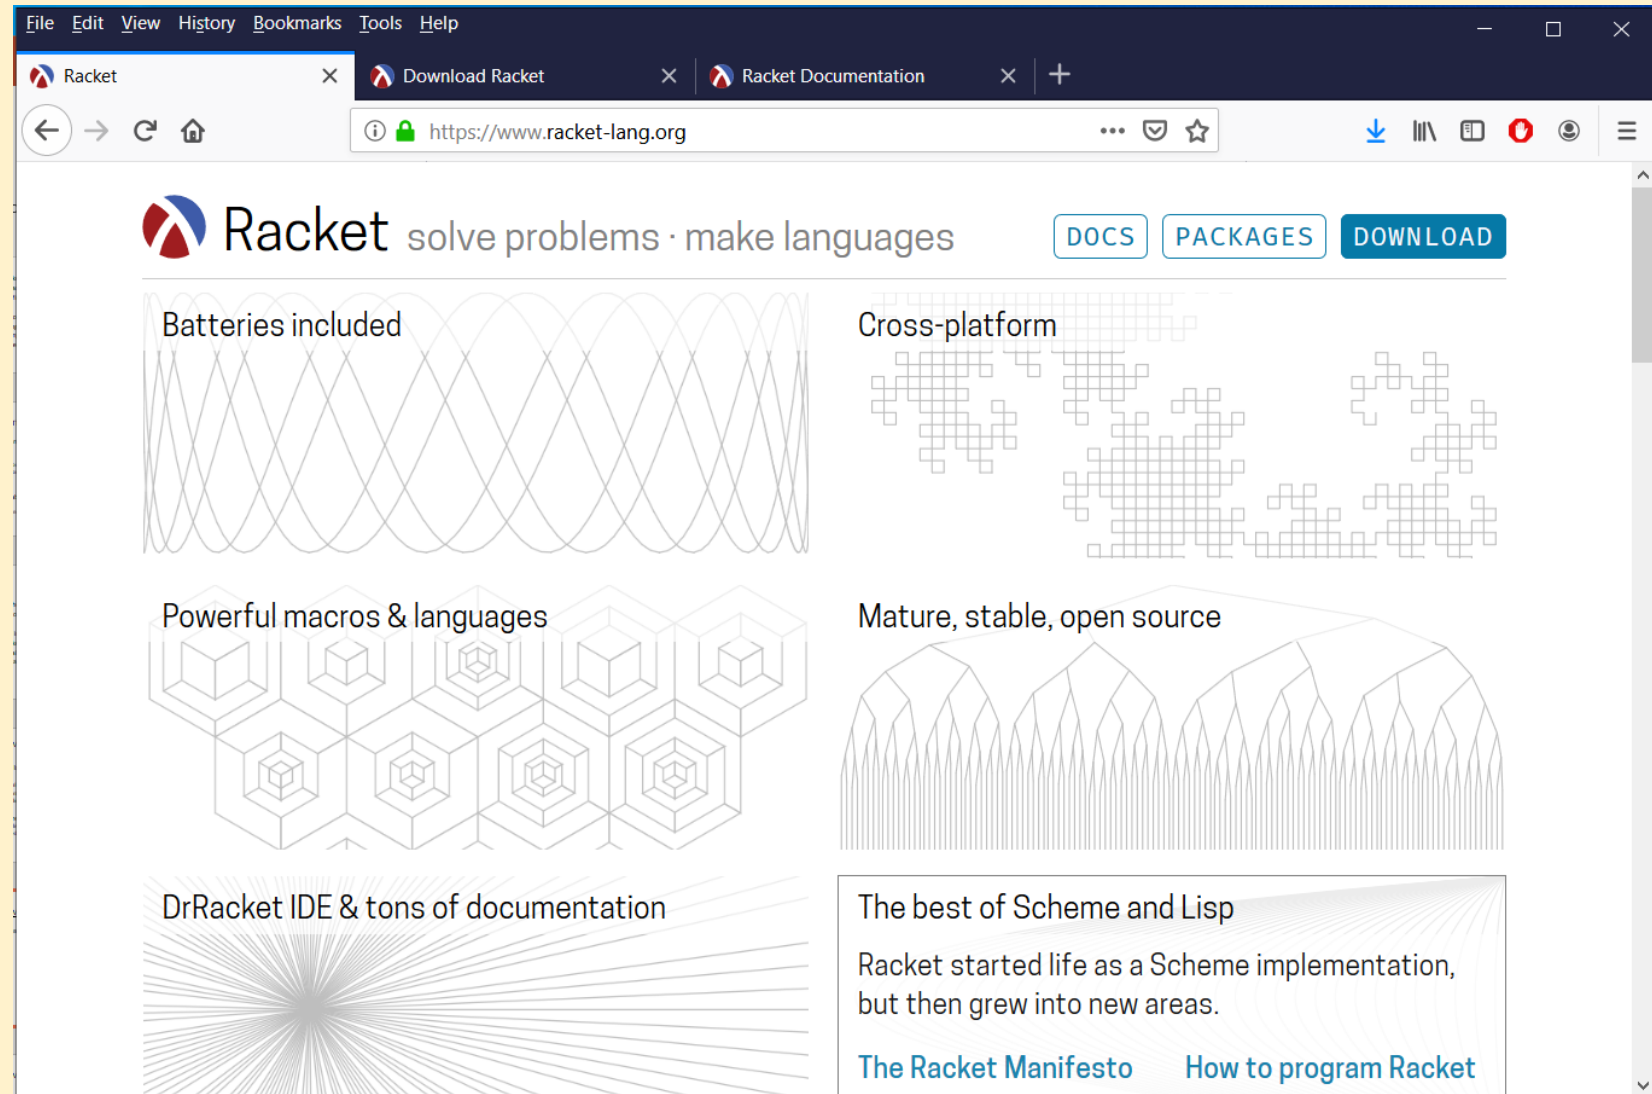 File Edit View History Bookmarks Tools Help
Racket Download Racket Racket Documentation
https://www.racket-lang.org
Racket solve problems · make languages DOCS PACKAGES DOWNLOAD
Batteries included
Cross-platform
Powerful macros & languages
Mature, stable, open source
DrRacket IDE & tons of documentation
The best of Scheme and Lisp
Racket started life as a Scheme implementation,
but then grew into new areas.
The Racket Manifesto How to program Racket